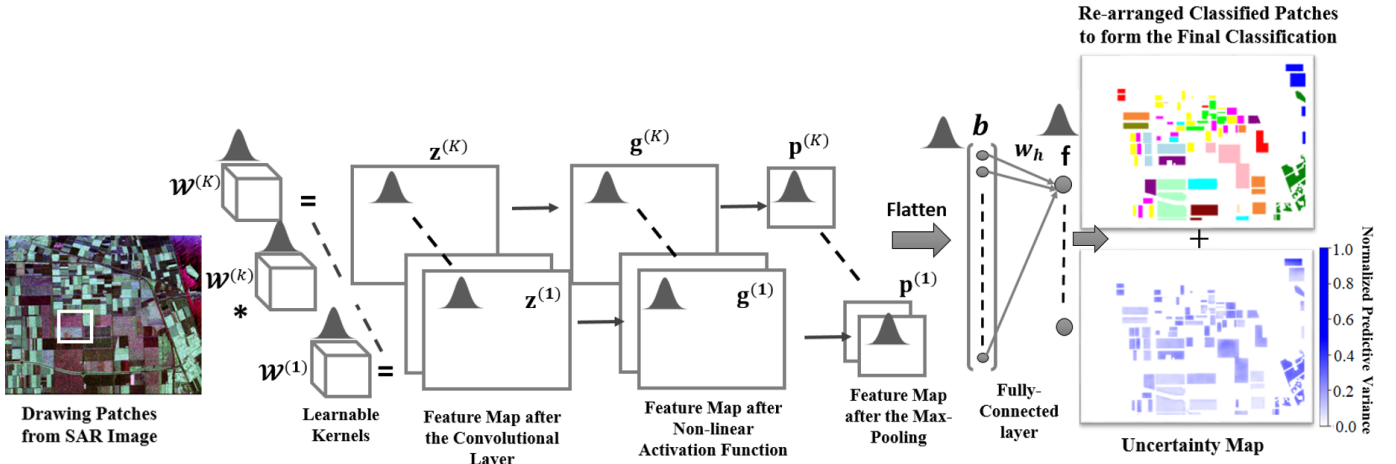 Re-arranged Classified Patches
to form the Final Classification
𝒲(K)
=
z(K)
g(K)
p(K)
b
w_h
f
Flatten
𝒲(k)
*
z(1)
g(1)
p(1)
𝒲(1)
=
+
1.0
0.8
0.6
0.4
0.2
0.0
Normalized Predictive Variance
Drawing Patches
from SAR Image
Learnable
Kernels
Feature Map after
the Convolutional
Layer
Feature Map after
Non-linear
Activation Function
Feature Map
after the Max-
Pooling
Fully-
Connected
layer
Uncertainty Map